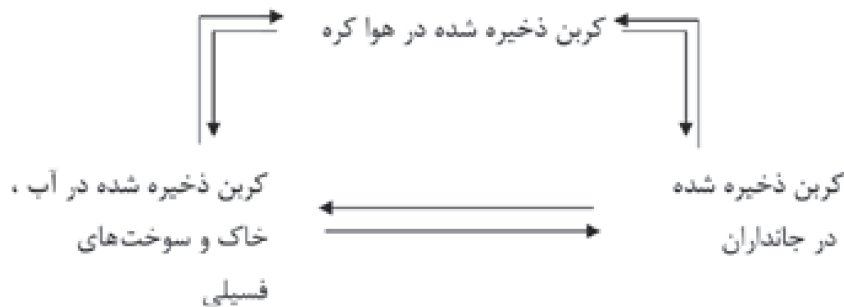 کربن ذخیره شده در هوا کره
کربن ذخیره شده
در جانداران
کربن ذخیره شده در آب ،
خاک و سوخت‌های
فسیلی